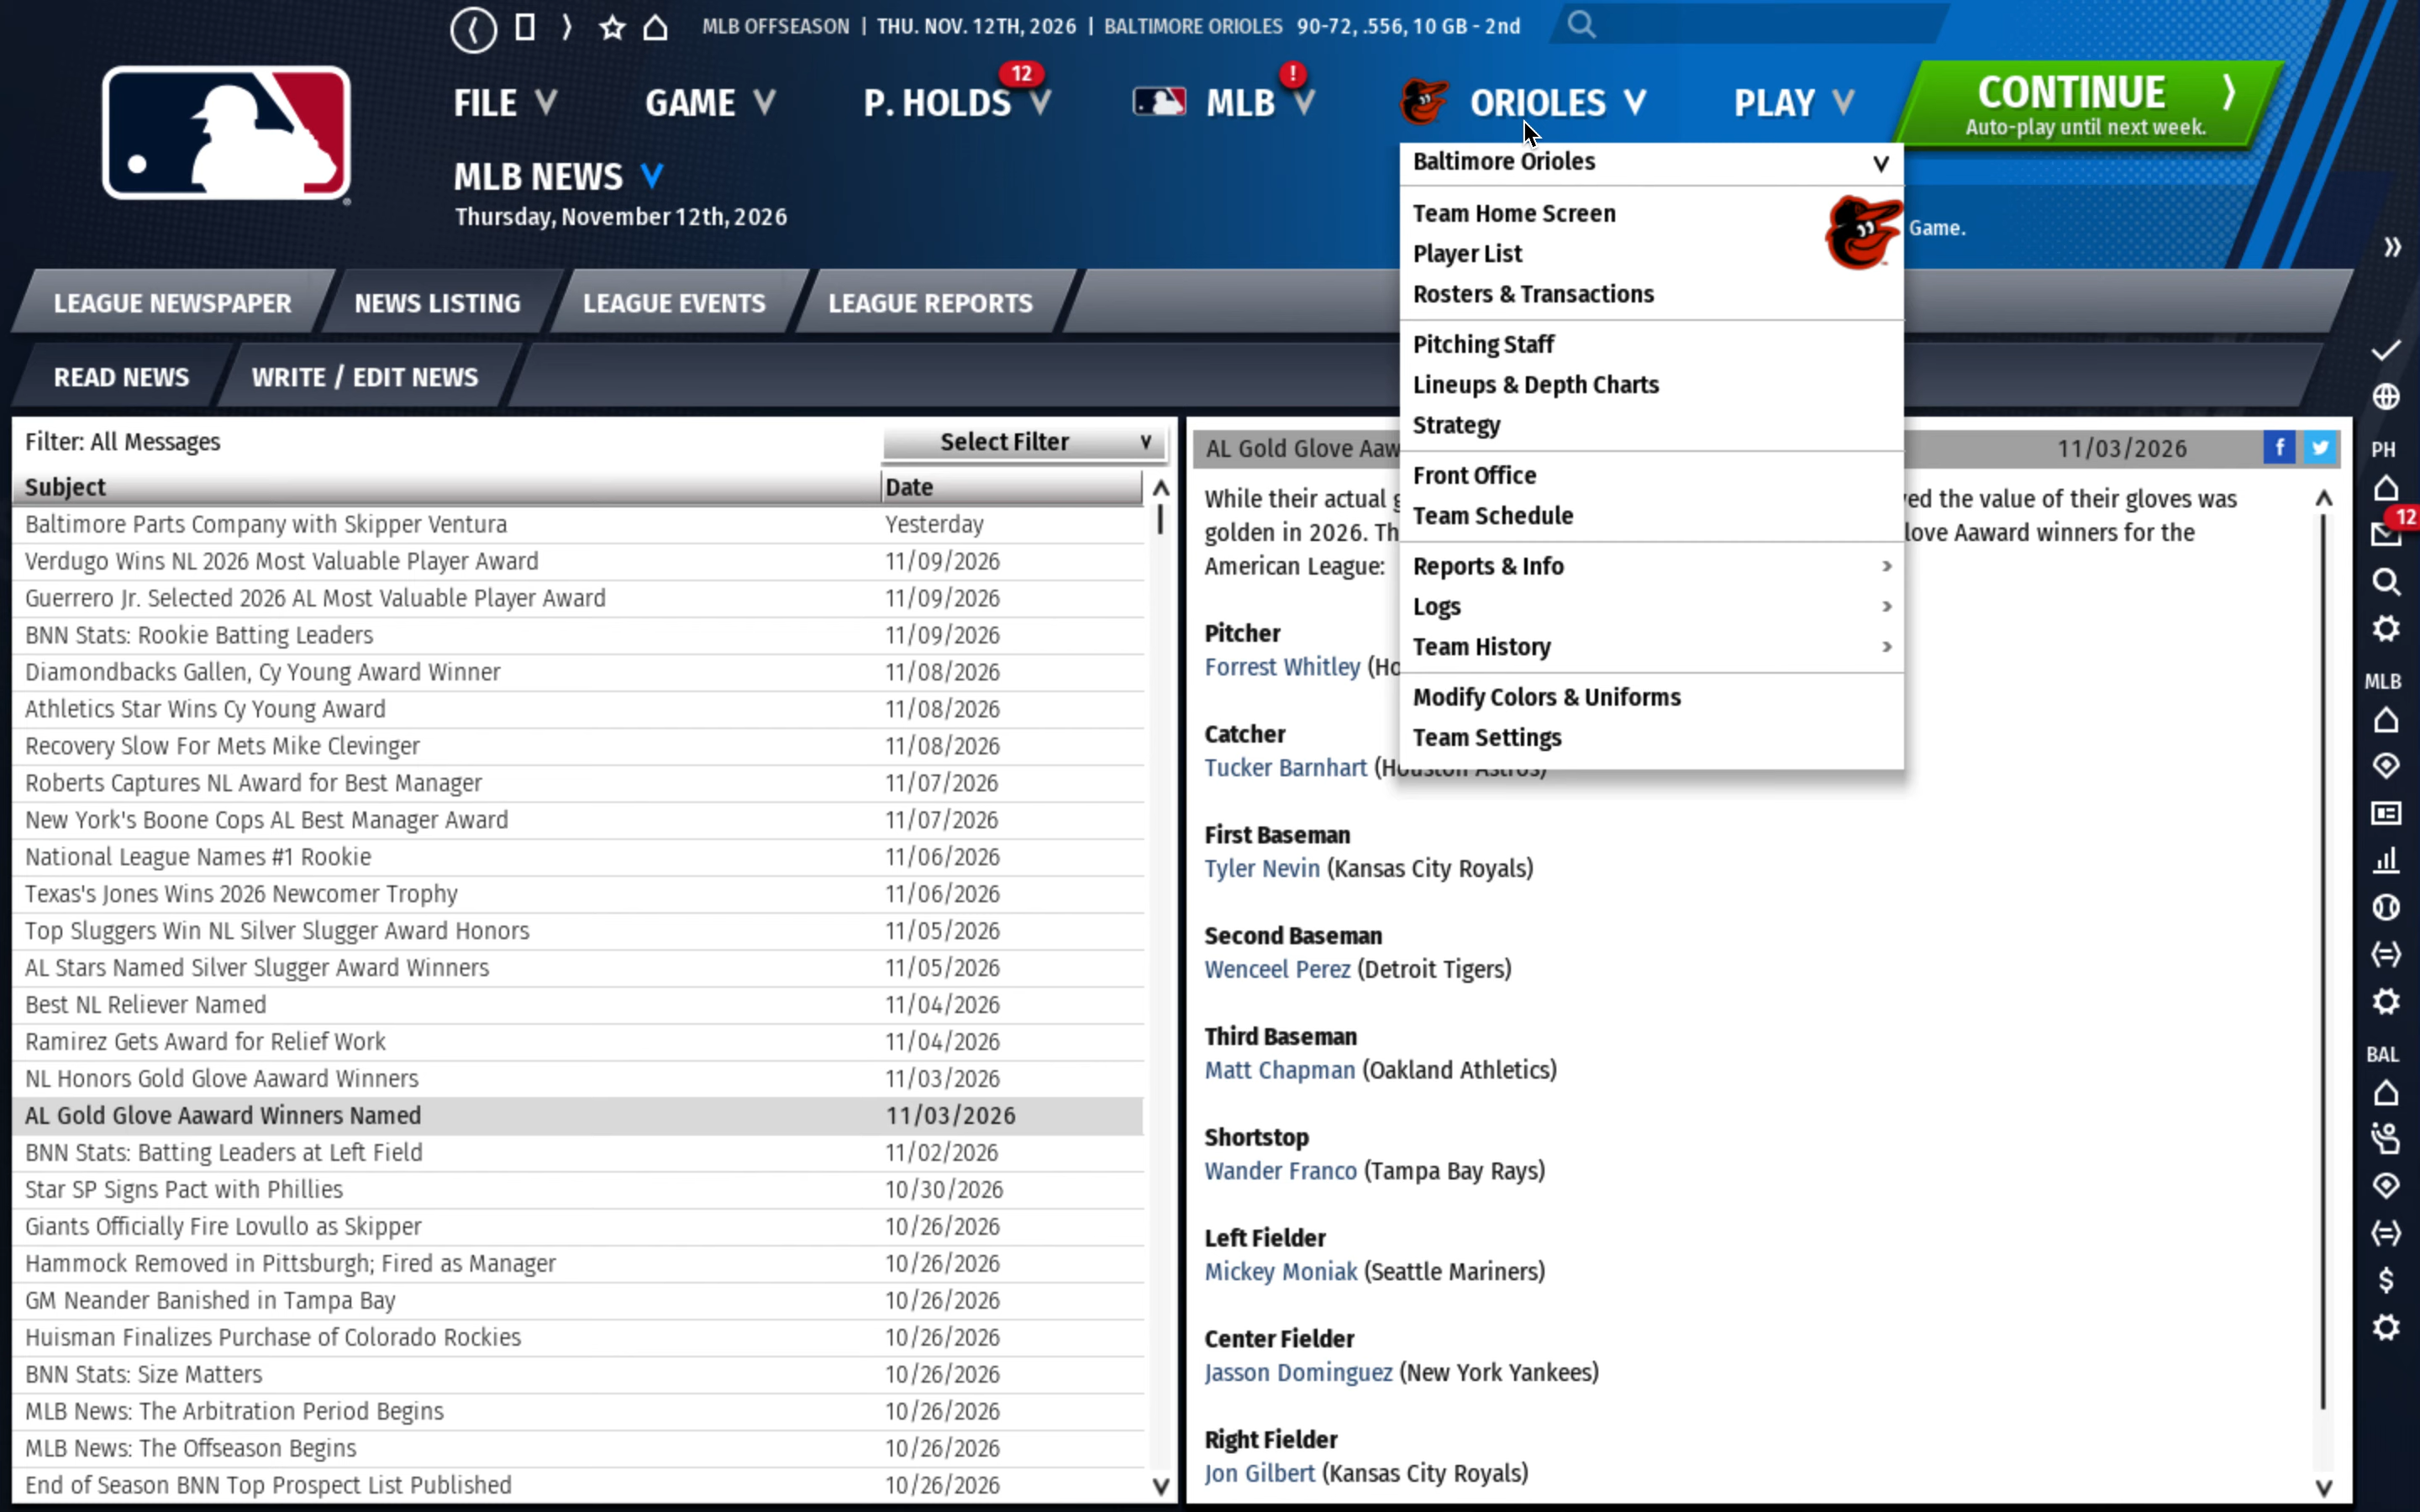 MLB OFFSEASON | THU. NOV. 12TH, 2026 | BALTIMORE ORIOLES 90-72, .556, 10 GB - 2nd
FILE GAME P. HOLDS 12 MLB ! ORIOLES PLAY CONTINUE
Auto-play until next week.
MLB NEWS
Thursday, November 12th, 2026
Baltimore Orioles
Team Home Screen
Player List
Rosters & Transactions
Pitching Staff
Lineups & Depth Charts
Strategy
Front Office
Team Schedule
Reports & Info
Logs
Team History
Modify Colors & Uniforms
Team Settings
Game.
LEAGUE NEWSPAPER NEWS LISTING LEAGUE EVENTS LEAGUE REPORTS
READ NEWS WRITE / EDIT NEWS
Filter: All Messages Select Filter
Subject Date
Baltimore Parts Company with Skipper Ventura Yesterday
Verdugo Wins NL 2026 Most Valuable Player Award 11/09/2026
Guerrero Jr. Selected 2026 AL Most Valuable Player Award 11/09/2026
BNN Stats: Rookie Batting Leaders 11/09/2026
Diamondbacks Gallen, Cy Young Award Winner 11/08/2026
Athletics Star Wins Cy Young Award 11/08/2026
Recovery Slow For Mets Mike Clevinger 11/08/2026
Roberts Captures NL Award for Best Manager 11/07/2026
New York's Boone Cops AL Best Manager Award 11/07/2026
National League Names #1 Rookie 11/06/2026
Texas's Jones Wins 2026 Newcomer Trophy 11/06/2026
Top Sluggers Win NL Silver Slugger Award Honors 11/05/2026
AL Stars Named Silver Slugger Award Winners 11/05/2026
Best NL Reliever Named 11/04/2026
Ramirez Gets Award for Relief Work 11/04/2026
NL Honors Gold Glove Aaward Winners 11/03/2026
AL Gold Glove Aaward Winners Named 11/03/2026
BNN Stats: Batting Leaders at Left Field 11/02/2026
Star SP Signs Pact with Phillies 10/30/2026
Giants Officially Fire Lovullo as Skipper 10/26/2026
Hammock Removed in Pittsburgh; Fired as Manager 10/26/2026
GM Neander Banished in Tampa Bay 10/26/2026
Huisman Finalizes Purchase of Colorado Rockies 10/26/2026
BNN Stats: Size Matters 10/26/2026
MLB News: The Arbitration Period Begins 10/26/2026
MLB News: The Offseason Begins 10/26/2026
End of Season BNN Top Prospect List Published 10/26/2026
AL Gold Glove 11/03/2026
While their actual ed the value of their gloves was
golden in 2026. love Aaward winners for the
American League:
Pitcher
Forrest Whitley
Catcher
Tucker Barnhart (Houston Astros)
First Baseman
Tyler Nevin (Kansas City Royals)
Second Baseman
Wenceel Perez (Detroit Tigers)
Third Baseman
Matt Chapman (Oakland Athletics)
Shortstop
Wander Franco (Tampa Bay Rays)
Left Fielder
Mickey Moniak (Seattle Mariners)
Center Fielder
Jasson Dominguez (New York Yankees)
Right Fielder
Jon Gilbert (Kansas City Royals)
PH
12
MLB
BAL